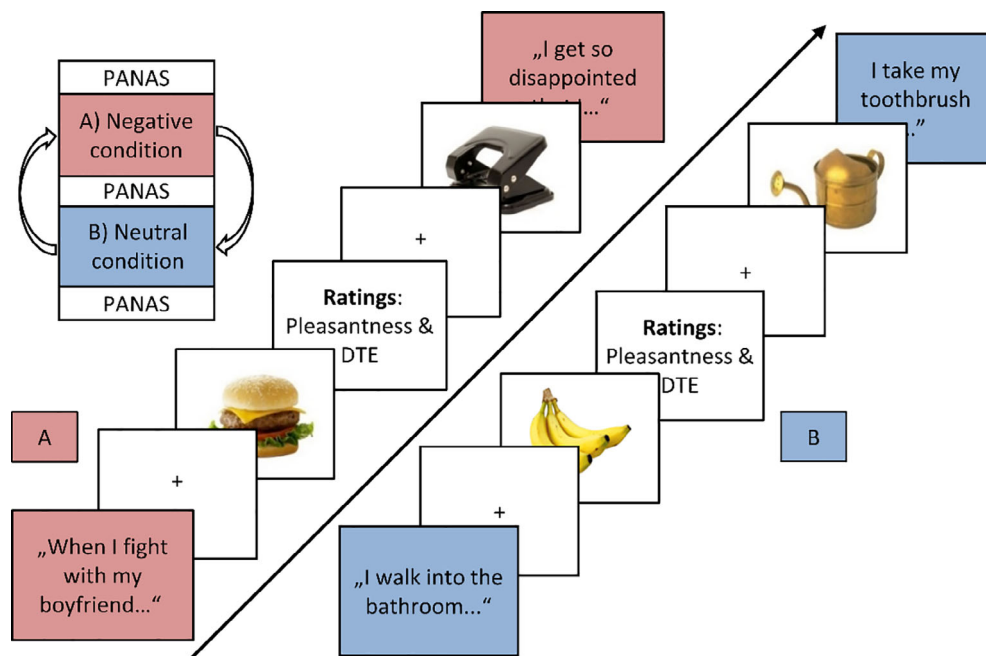 PANAS
A) Negative
condition
PANAS
B) Neutral
condition
PANAS
A
„When I fight
with my
boyfriend...“
+
Ratings:
Pleasantness &
DTE
+
„I get so
disappointed
...“
„I walk into the
bathroom...“
+
Ratings:
Pleasantness &
DTE
+
I take my
toothbrush
..."
B